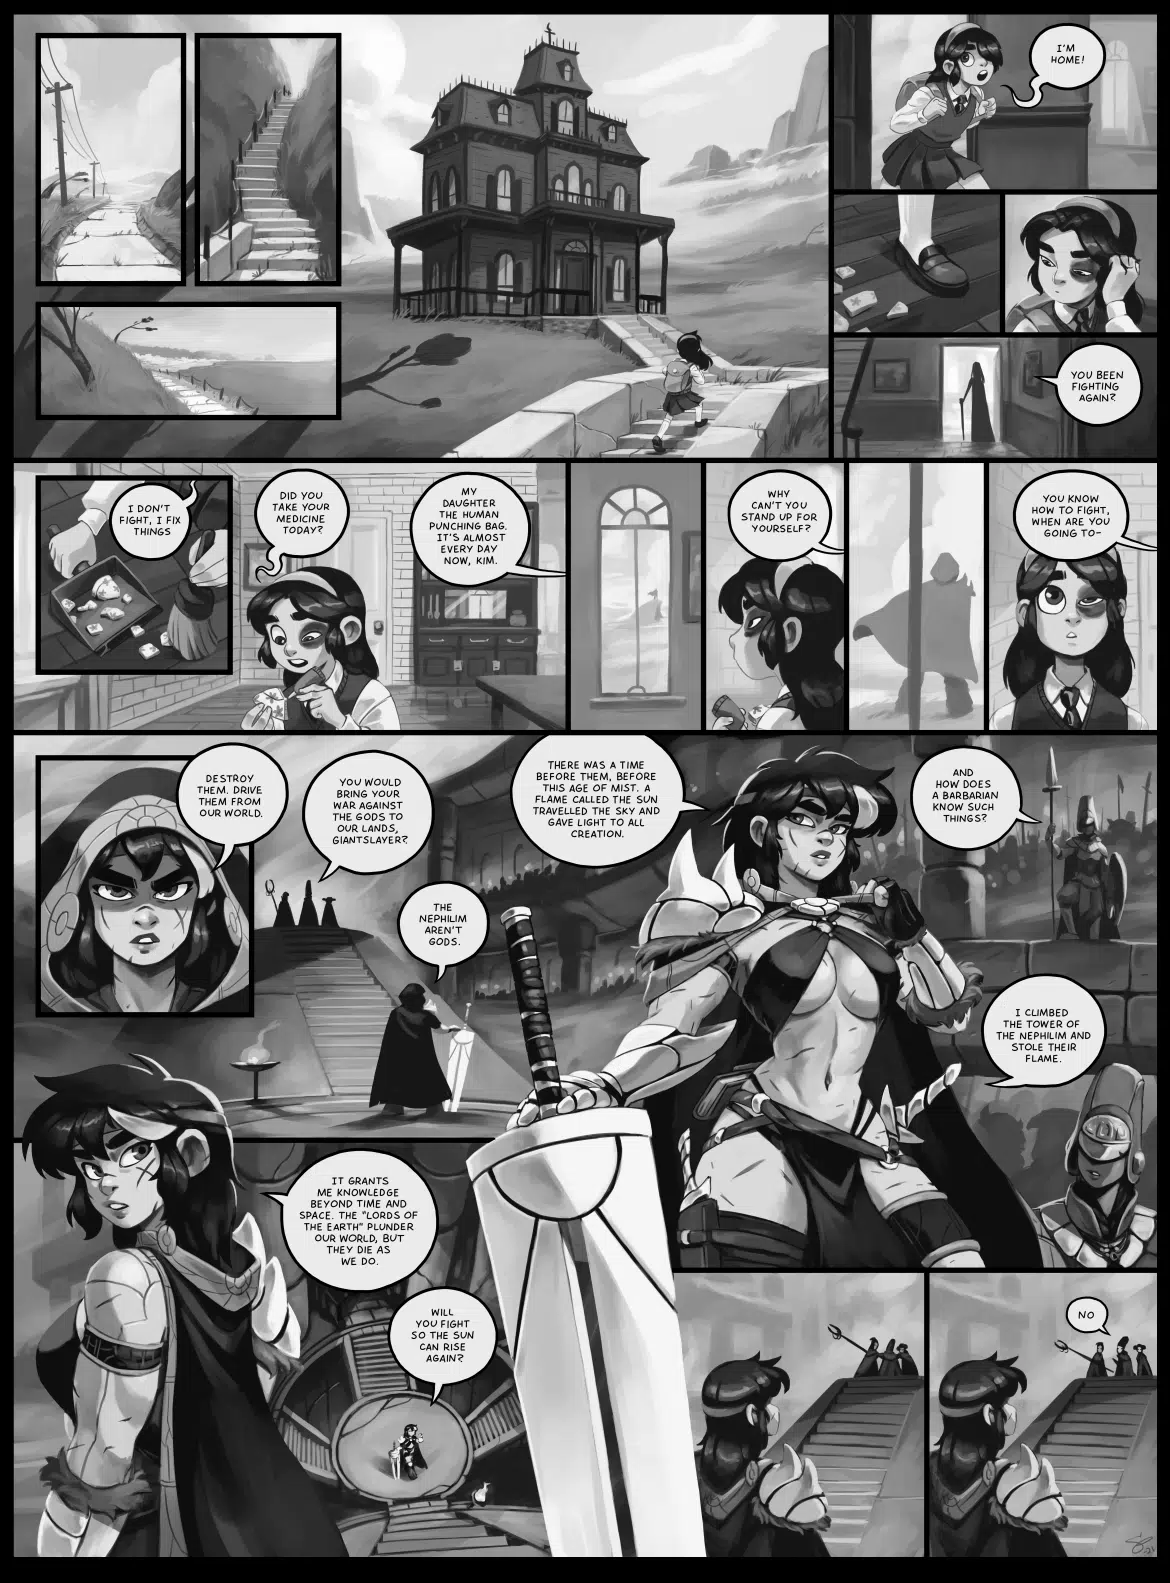 I'M
HOME!
YOU BEEN
FIGHTING
AGAIN?
I DON'T
FIGHT, I FIX
THINGS
DID YOU
TAKE YOUR
MEDICINE
TODAY?
MY
DAUGHTER
THE HUMAN
PUNCHING BAG.
IT'S ALMOST
EVERY DAY
NOW, KIM.
WHY
CAN'T YOU
STAND UP FOR
YOURSELF?
YOU KNOW
HOW TO FIGHT,
WHEN ARE YOU
GOING TO-
DESTROY
THEM. DRIVE
THEM FROM
OUR WORLD.
YOU WOULD
BRING YOUR
WAR AGAINST
THE GODS TO
OUR LANDS,
GIANTSLAYER?
THE
NEPHILIM
AREN'T
GODS.
THERE WAS A TIME
BEFORE THEM, BEFORE
THIS AGE OF MIST. A
FLAME CALLED THE SUN
TRAVELLED THE SKY AND
GAVE LIGHT TO ALL
CREATION.
AND
HOW DOES
A BARBARIAN
KNOW SUCH
THINGS?
I CLIMBED
THE TOWER OF
THE NEPHILIM AND
STOLE THEIR
FLAME.
IT GRANTS
ME KNOWLEDGE
BEYOND TIME AND
SPACE. THE "LORDS OF
THE EARTH" PLUNDER
OUR WORLD, BUT
THEY DIE AS
WE DO.
WILL
YOU FIGHT
SO THE SUN
CAN RISE
AGAIN?
NO